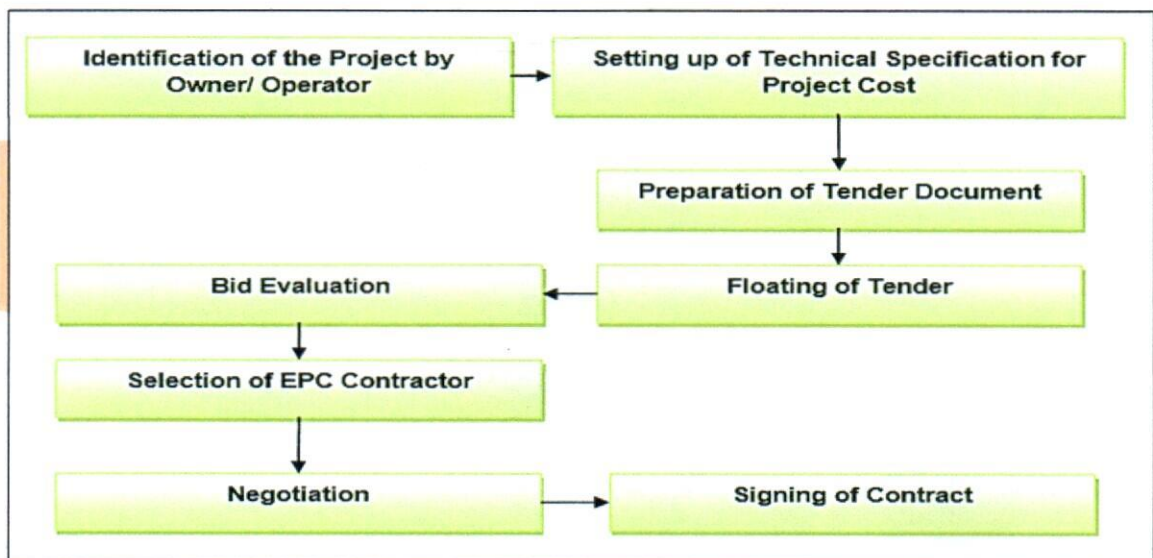 Identification of the Project by
Owner/ Operator
Setting up of Technical Specification for
Project Cost
Preparation of Tender Document
Floating of Tender
Bid Evaluation
Selection of EPC Contractor
Negotiation
Signing of Contract